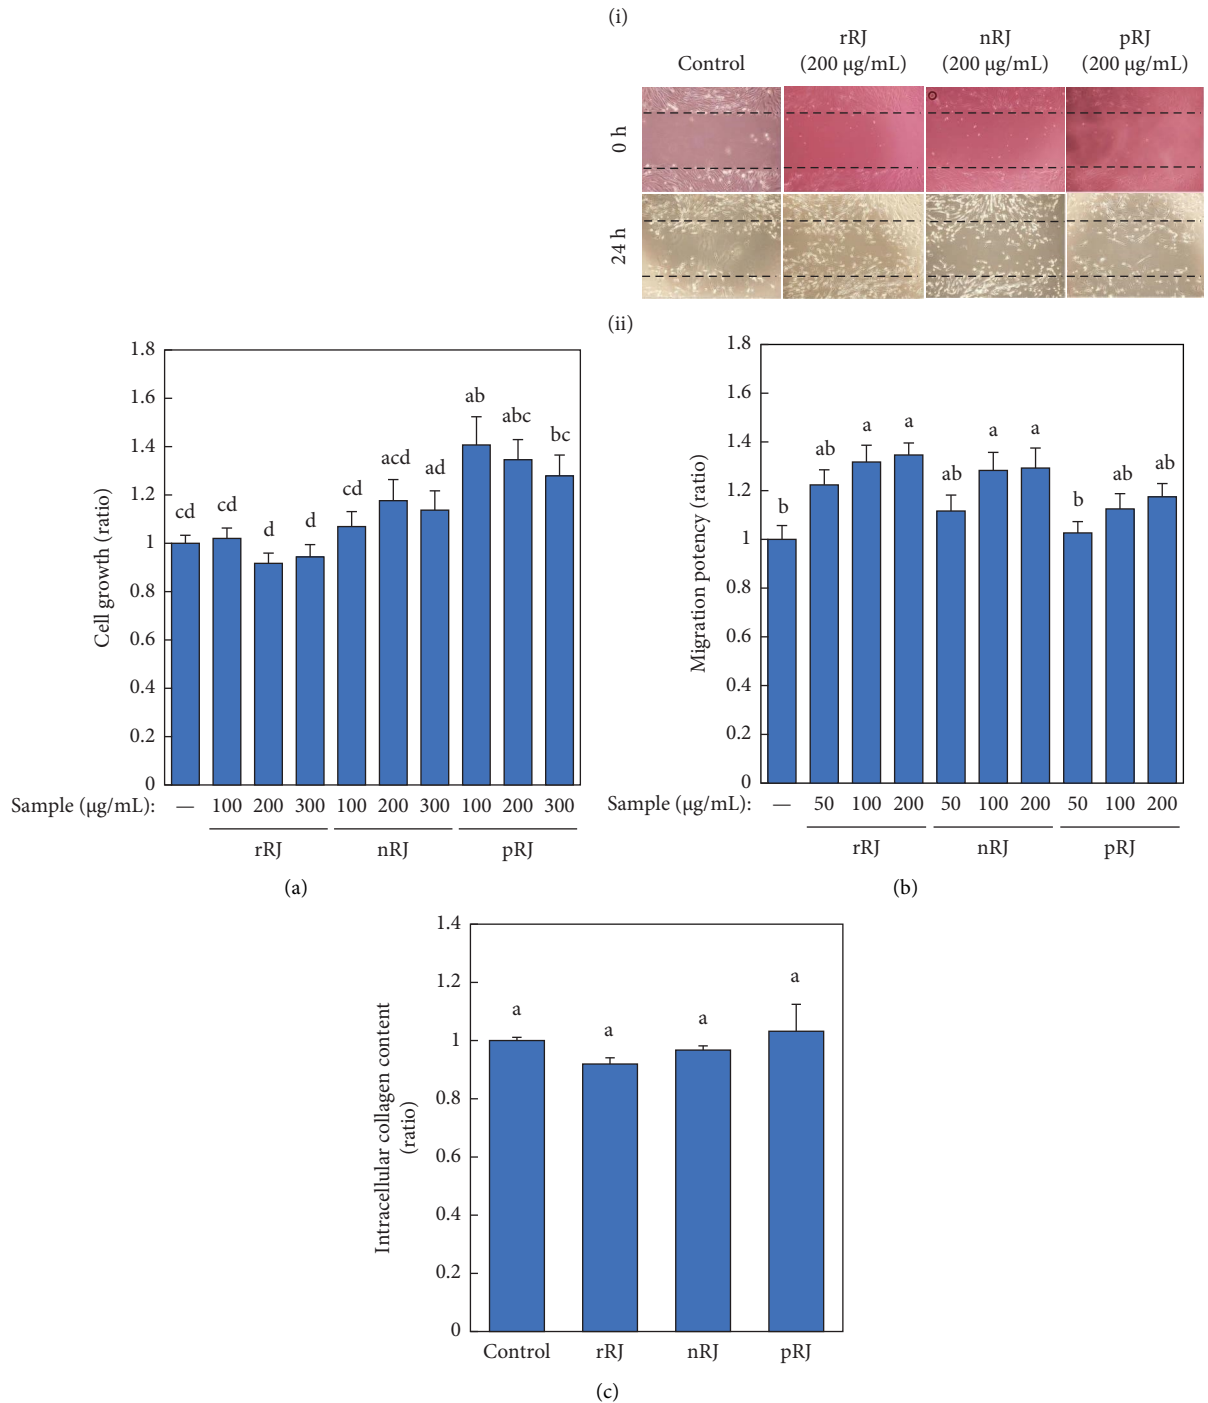 (i)
Control
rRJ
(200 μg/mL)
nRJ
(200 μg/mL)
pRJ
(200 μg/mL)
0 h
24 h
Cell growth (ratio)
1.8
1.6
1.4
1.2
1
0.8
0.6
0.4
0.2
0
cd
cd
d
d
cd
acd
ad
ab
abc
bc
Sample (μg/mL):
—
100
200
300
100
200
300
100
200
300
rRJ
nRJ
pRJ
(a)
(ii)
Migration potency (ratio)
1.8
1.6
1.4
1.2
1
0.8
0.6
0.4
0.2
0
b
ab
a
a
ab
a
a
b
ab
ab
Sample (μg/mL):
—
50
100
200
50
100
200
50
100
200
rRJ
nRJ
pRJ
(b)
Intracellular collagen content
(ratio)
1.4
1.2
1
0.8
0.6
0.4
0.2
0
a
a
a
a
Control
rRJ
nRJ
pRJ
(c)